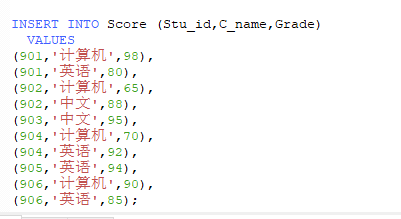 INSERT INTO Score (Stu_id,C_name,Grade)
VALUES
(901,'计算机',98),
(901,'英语',80),
(902,'计算机',65),
(902,'中文',88),
(903,'中文',95),
(904,'计算机',70),
(904,'英语',92),
(905,'英语',94),
(906,'计算机',90),
(906,'英语',85);